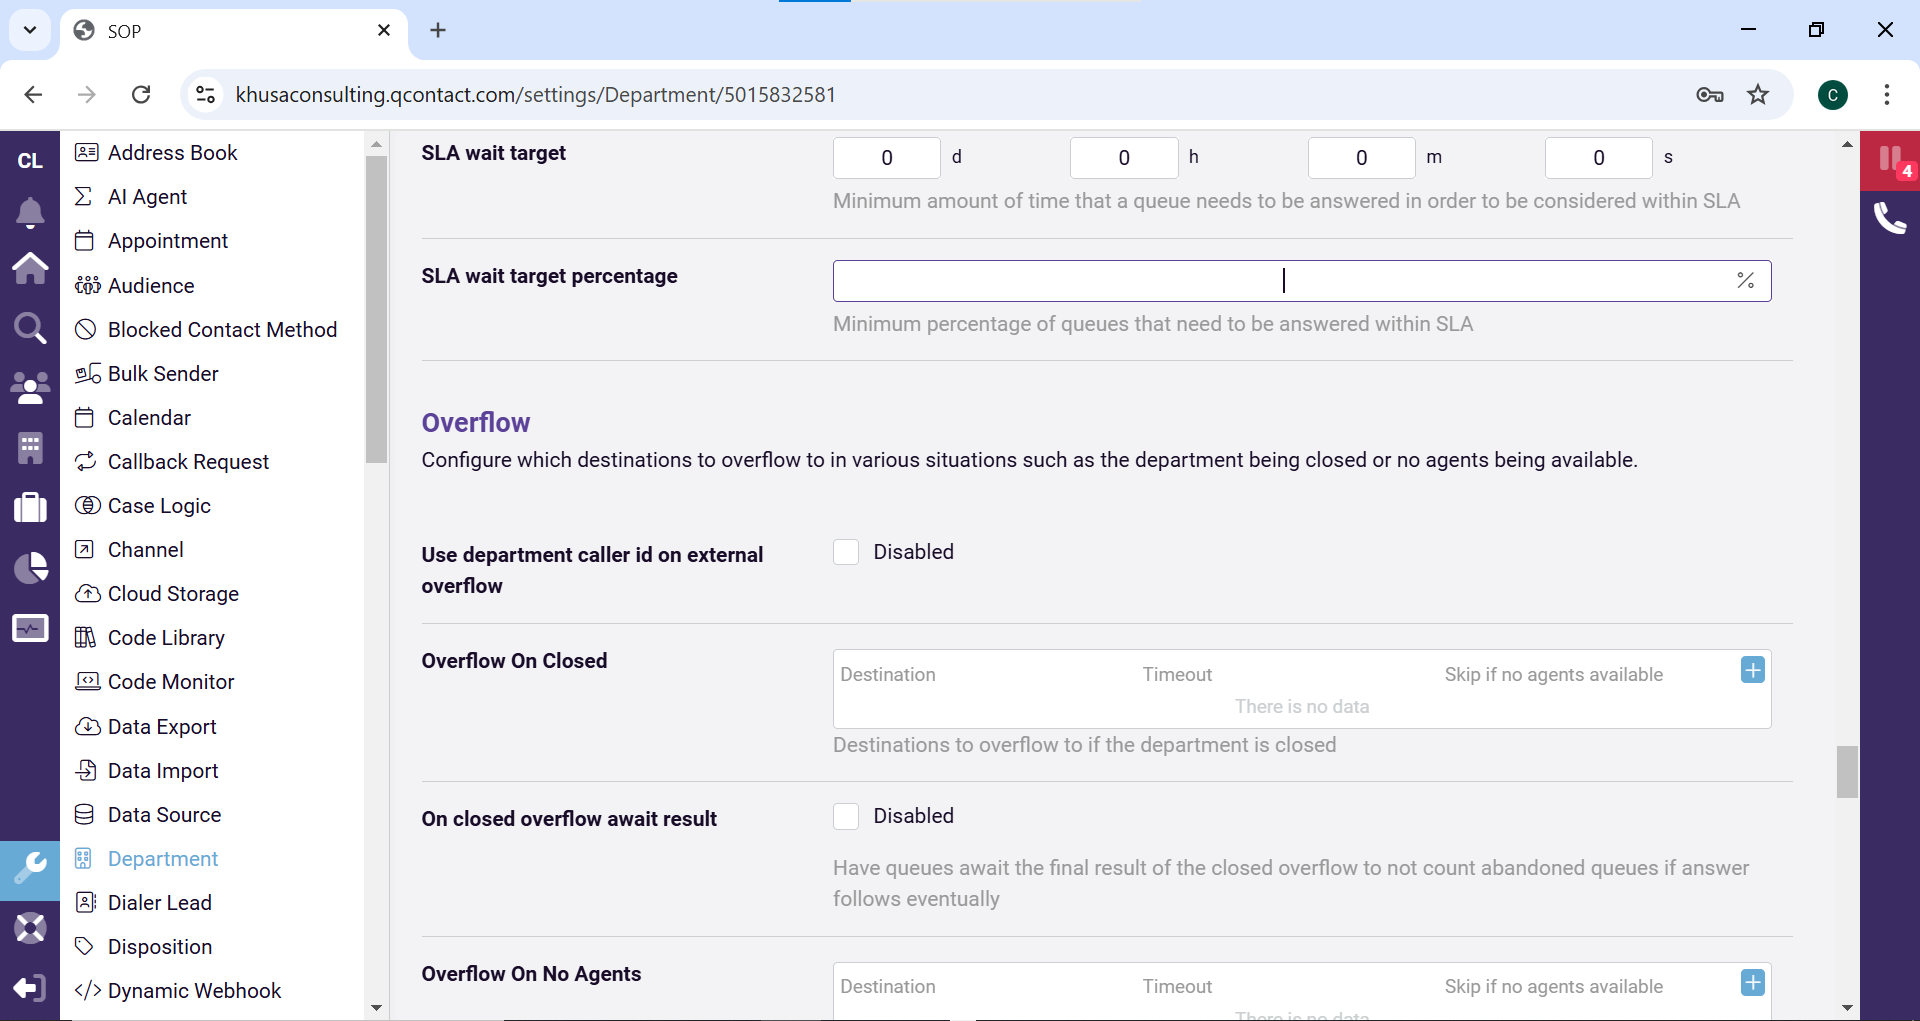 SOP
khusaconsulting.qcontact.com/settings/Department/5015832581
C
CL
4
Address Book
AI Agent
Appointment
Audience
Blocked Contact Method
Bulk Sender
Calendar
Callback Request
Case Logic
Channel
Cloud Storage
Code Library
Code Monitor
Data Export
Data Import
Data Source
Department
Dialer Lead
Disposition
Dynamic Webhook
SLA wait target
0 d 0 h 0 m 0 s
Minimum amount of time that a queue needs to be answered in order to be considered within SLA
SLA wait target percentage
%
Minimum percentage of queues that need to be answered within SLA
Overflow
Configure which destinations to overflow to in various situations such as the department being closed or no agents being available.
Use department caller id on external
overflow
Disabled
Overflow On Closed
Destination Timeout Skip if no agents available
There is no data
Destinations to overflow to if the department is closed
On closed overflow await result
Disabled
Have queues await the final result of the closed overflow to not count abandoned queues if answer
follows eventually
Overflow On No Agents
Destination Timeout Skip if no agents available
There is no data